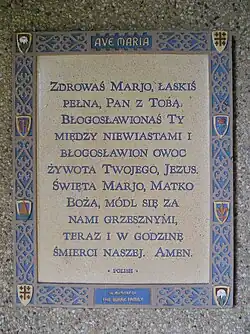 AVE MARIA
ZDROWAŚ MARJO, ŁASKIŚ
PEŁNA, PAN Z TOBĄ.
BŁOGOSŁAWIONAŚ TY
MIĘDZY NIEWIASTAMI I
BŁOGOSŁAWION OWOC
ŻYWOTA TWOJEGO, JEZUS.
ŚWIĘTA MARJO, MATKO
BOŻA, MÓDL SIĘ ZA
NAMI GRZESZNYMI,
TERAZ I W GODZINĘ
ŚMIERCI NASZEJ. AMEN.
• POLISH •
FAMILY